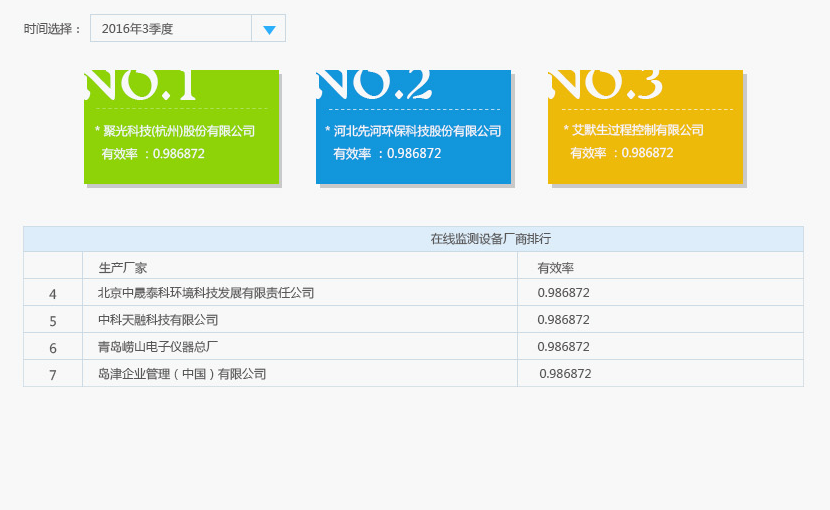 时间选择： 2016年3季度
NO.1 NO.2 NO.3
* 聚光科技(杭州)股份有限公司
有效率 ：0.986872
* 河北先河环保科技股份有限公司
有效率 ：0.986872
* 艾默生过程控制有限公司
有效率 ：0.986872
在线监测设备厂商排行
生产厂家 有效率
4 北京中晟泰科环境科技发展有限责任公司 0.986872
5 中科天融科技有限公司 0.986872
6 青岛崂山电子仪器总厂 0.986872
7 岛津企业管理（中国）有限公司 0.986872